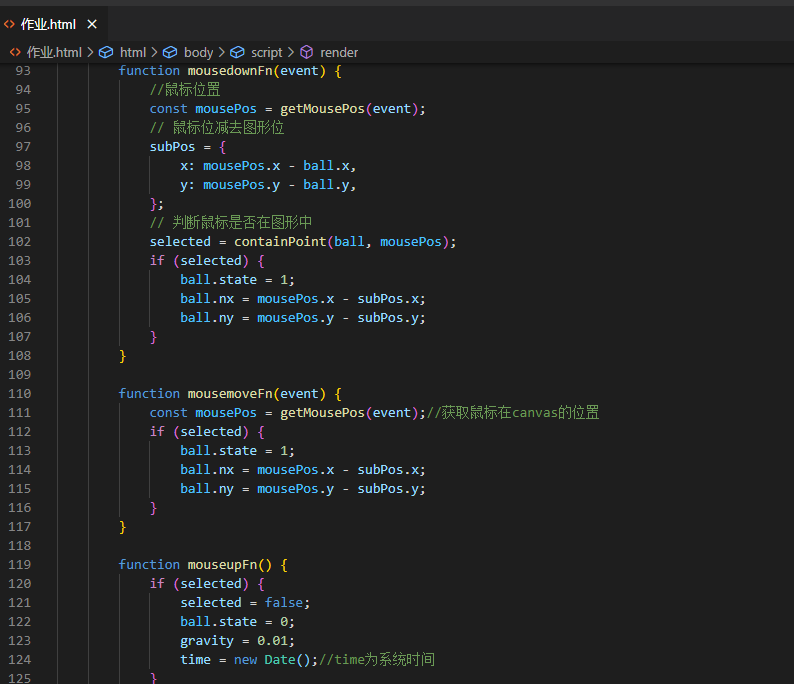 <> 作业.html ×
<> 作业.html > html > body > script > render
93 function mousedownFn(event) {
94 //鼠标位置
95 const mousePos = getMousePos(event);
96 // 鼠标位减去图形位
97 subPos = {
98 x: mousePos.x - ball.x,
99 y: mousePos.y - ball.y,
100 };
101 // 判断鼠标是否在图形中
102 selected = containPoint(ball, mousePos);
103 if (selected) {
104 ball.state = 1;
105 ball.nx = mousePos.x - subPos.x;
106 ball.ny = mousePos.y - subPos.y;
107 }
108 }
109
110 function mousemoveFn(event) {
111 const mousePos = getMousePos(event);//获取鼠标在canvas的位置
112 if (selected) {
113 ball.state = 1;
114 ball.nx = mousePos.x - subPos.x;
115 ball.ny = mousePos.y - subPos.y;
116 }
117 }
118
119 function mouseupFn() {
120 if (selected) {
121 selected = false;
122 ball.state = 0;
123 gravity = 0.01;
124 time = new Date();//time为系统时间
125 }